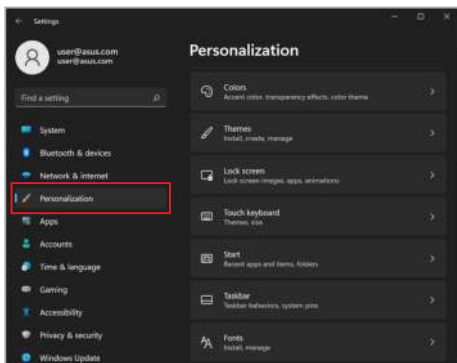 Settings
user@asus.com
user@asus.com
Find a setting
System
Bluetooth & devices
Network & internet
Personalization
Apps
Accounts
Time & language
Gaming
Accessibility
Privacy & security
Windows Update
Personalization
Colors
Accent color, transparency effects, color theme
Themes
Install, create, manage
Lock screen
Lock screen images, apps, animations
Touch keyboard
Themes, size
Start
Recent apps and items, folders
Taskbar
Taskbar behaviors, system pins
Fonts
Install, manage